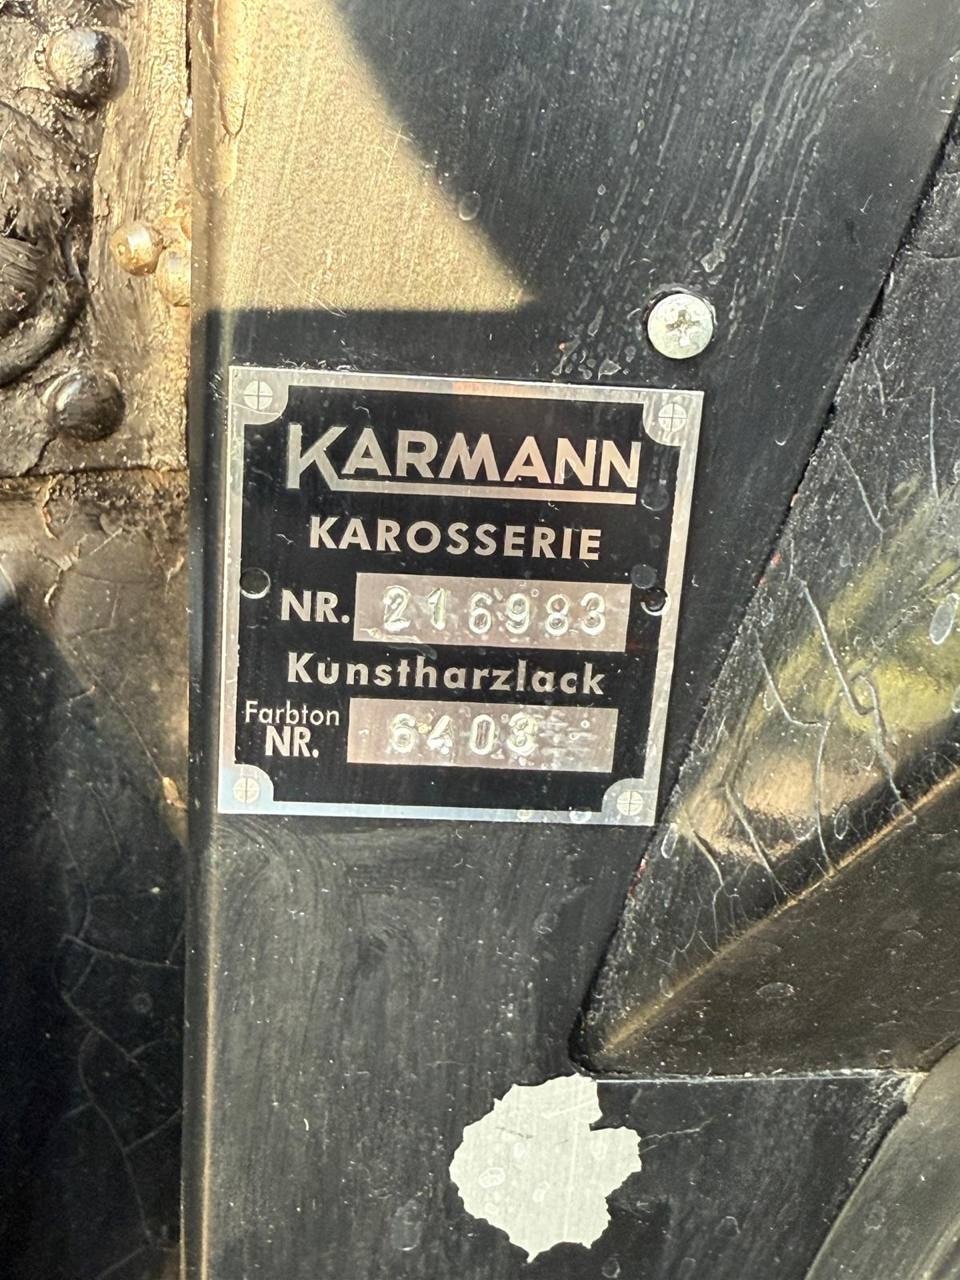 KARMANN
KAROSSERIE
NR. 216983
Kunstharzlack
Farbton
NR. 6403